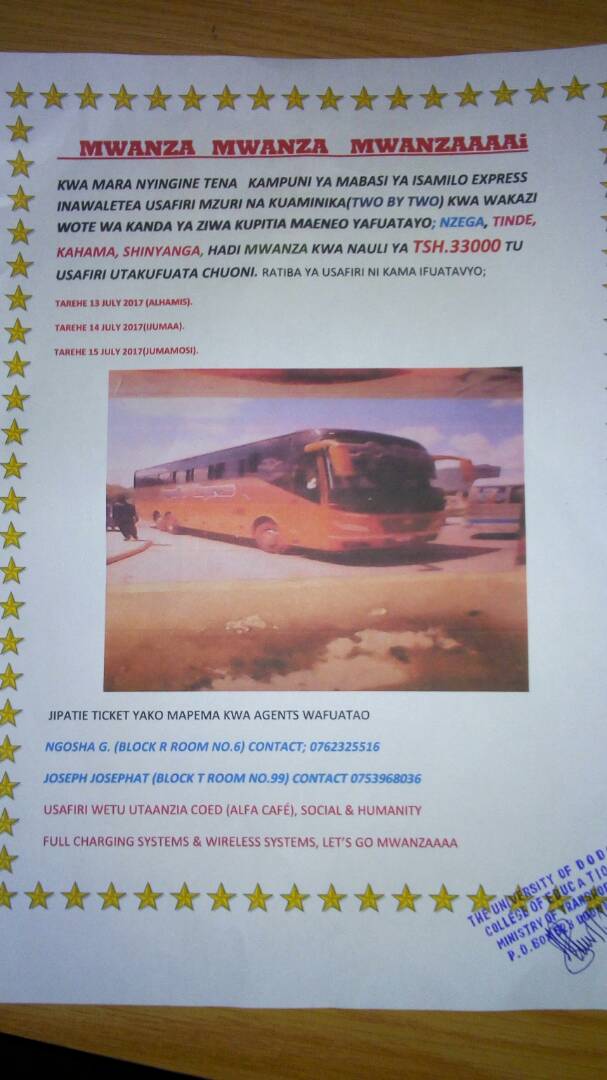 MWANZA MWANZA MWANZAAAAi
KWA MARA NYINGINE TENA KAMPUNI YA MABASI YA ISAMILO EXPRESS
INAWALETEA USAFIRI MZURI NA KUAMINIKA(TWO BY TWO) KWA WAKAZI
WOTE WA KANDA YA ZIWA KUPITIA MAENEO YAFUATAYO; NZEGA, TINDE,
KAHAMA, SHINYANGA, HADI MWANZA KWA NAULI YA TSH.33000 TU
USAFIRI UTAKUFUATA CHUONI. RATIBA YA USAFIRI NI KAMA IFUATAVYO;
TAREHE 13 JULY 2017 (ALHAMIS).
TAREHE 14 JULY 2017(IJUMAA).
TAREHE 15 JULY 2017(JUMAMOSI).
JIPATIE TICKET YAKO MAPEMA KWA AGENTS WAFUATAO
NGOSHA G. (BLOCK R ROOM NO.6) CONTACT; 0762325516
JOSEPH JOSEPHAT (BLOCK T ROOM NO.99) CONTACT 0753968036
USAFIRI WETU UTAANZIA COED (ALFA CAFÉ), SOCIAL & HUMANITY
FULL CHARGING SYSTEMS & WIRELESS SYSTEMS, LET'S GO MWANZAAAA
THE UNIVERSITY OF DOD
COLLEGE OF EDUCATIO
MINISTRY OF TRANSPOR
P.O.BOX